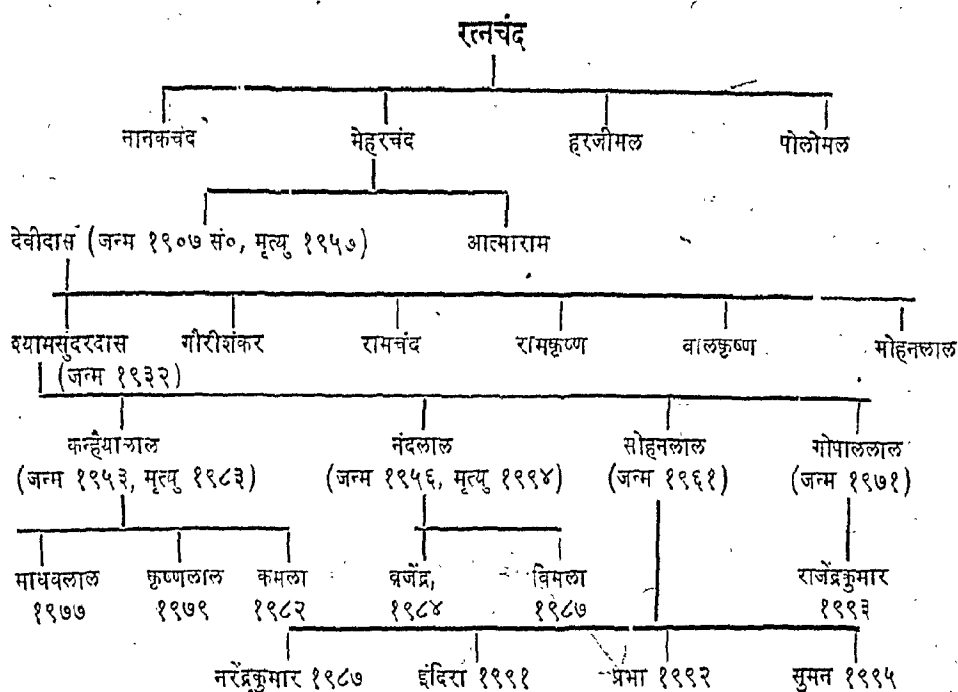 रत्नचंद
नानकचंद मेहरचंद हरजीमल पोलोमल
देवीदास (जन्म १९०७ सं०, मृत्यु १९५७) आत्माराम
श्यामसुंदरदास गौरीशंकर रामचंद रामकृष्ण बालकृष्ण मोहनलाल
(जन्म १९३२)
कन्हैयालाल नंदलाल सोहनलाल गोपाललाल
(जन्म १९५३, मृत्यु १९८३) (जन्म १९५६, मृत्यु १९९४) (जन्म १९६१) (जन्म १९७१)
माधवलाल कृष्णलाल कमला व्रजेंद्र, विमला राजेंद्रकुमार
१९७७ १९७९ १९८२ १९८४ १९८७ १९९३
नरेंद्रकुमार १९८७ इंदिरा १९९१ प्रभा १९९२ सुमन १९९५